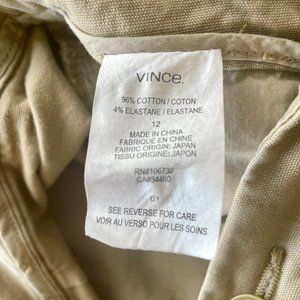 VINCe.
96% COTTON / COTON
4% ELASTANE / ELASTANE
12
MADE IN CHINA
FABRIQUÉ EN CHINE
FABRIC ORIGIN: JAPAN
TISSU ORIGINE: JAPON
RN#106730
CA#34460
01
SEE REVERSE FOR CARE
VOIR AU VERSO POUR LES SOINS